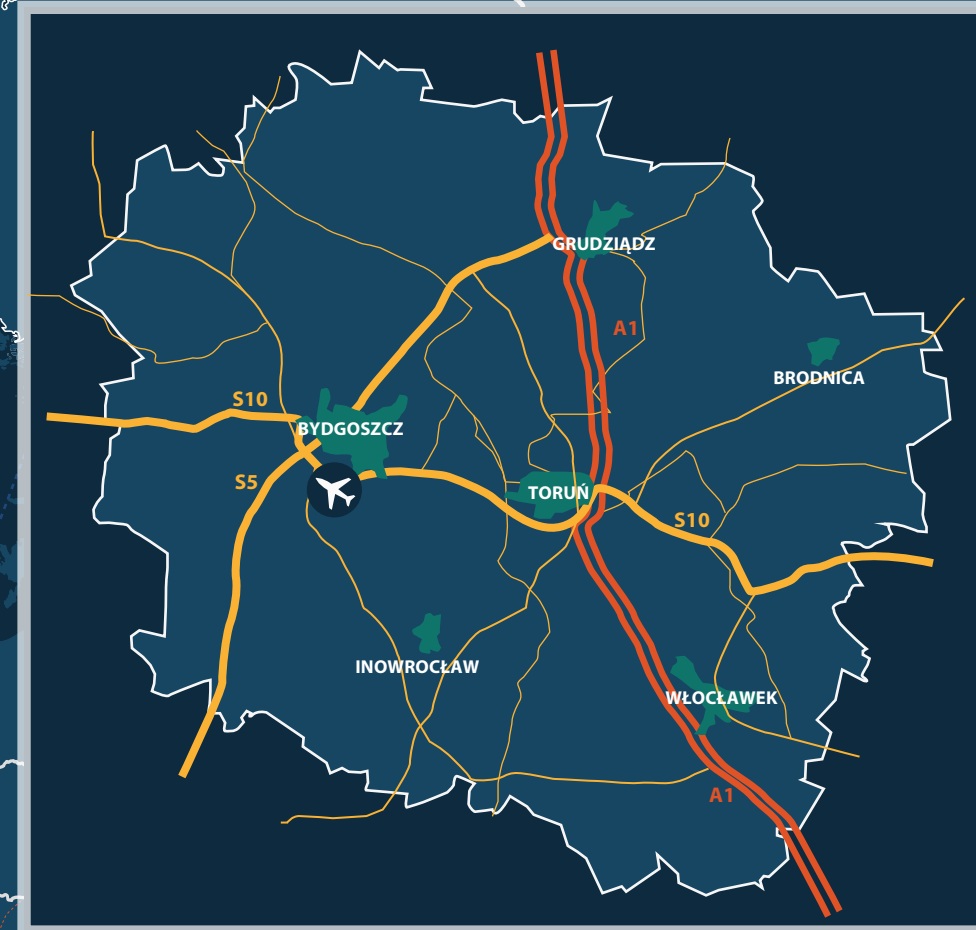 GRUDZIĄDZ
A1
BRODNICA
S10
BYDGOSZCZ
S5
TORUŃ
S10
INOWROCŁAW
WŁOCŁAWEK
A1